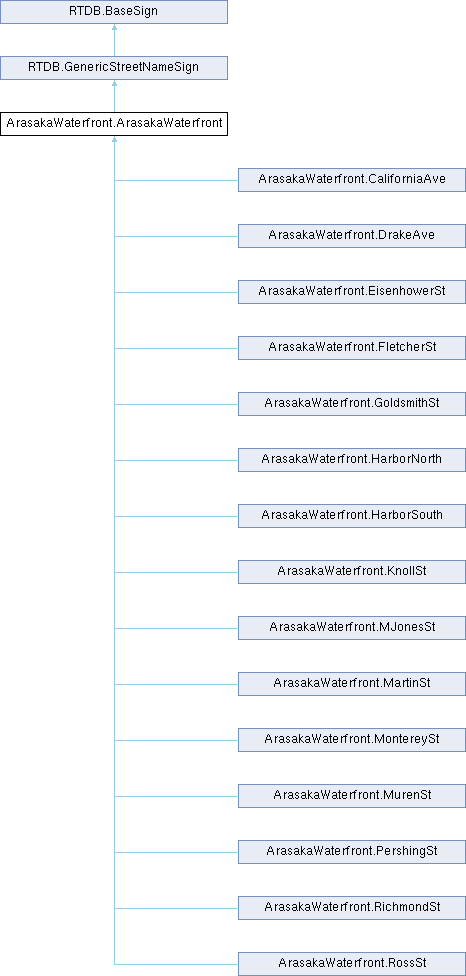 RTDB.BaseSign
RTDB.GenericStreetNameSign
ArasakaWaterfront.ArasakaWaterfront
ArasakaWaterfront.CaliforniaAve
ArasakaWaterfront.DrakeAve
ArasakaWaterfront.EisenhowerSt
ArasakaWaterfront.FletcherSt
ArasakaWaterfront.GoldsmithSt
ArasakaWaterfront.HarborNorth
ArasakaWaterfront.HarborSouth
ArasakaWaterfront.KnollSt
ArasakaWaterfront.MJonesSt
ArasakaWaterfront.MartinSt
ArasakaWaterfront.MontereySt
ArasakaWaterfront.MurenSt
ArasakaWaterfront.PershingSt
ArasakaWaterfront.RichmondSt
ArasakaWaterfront.RossSt